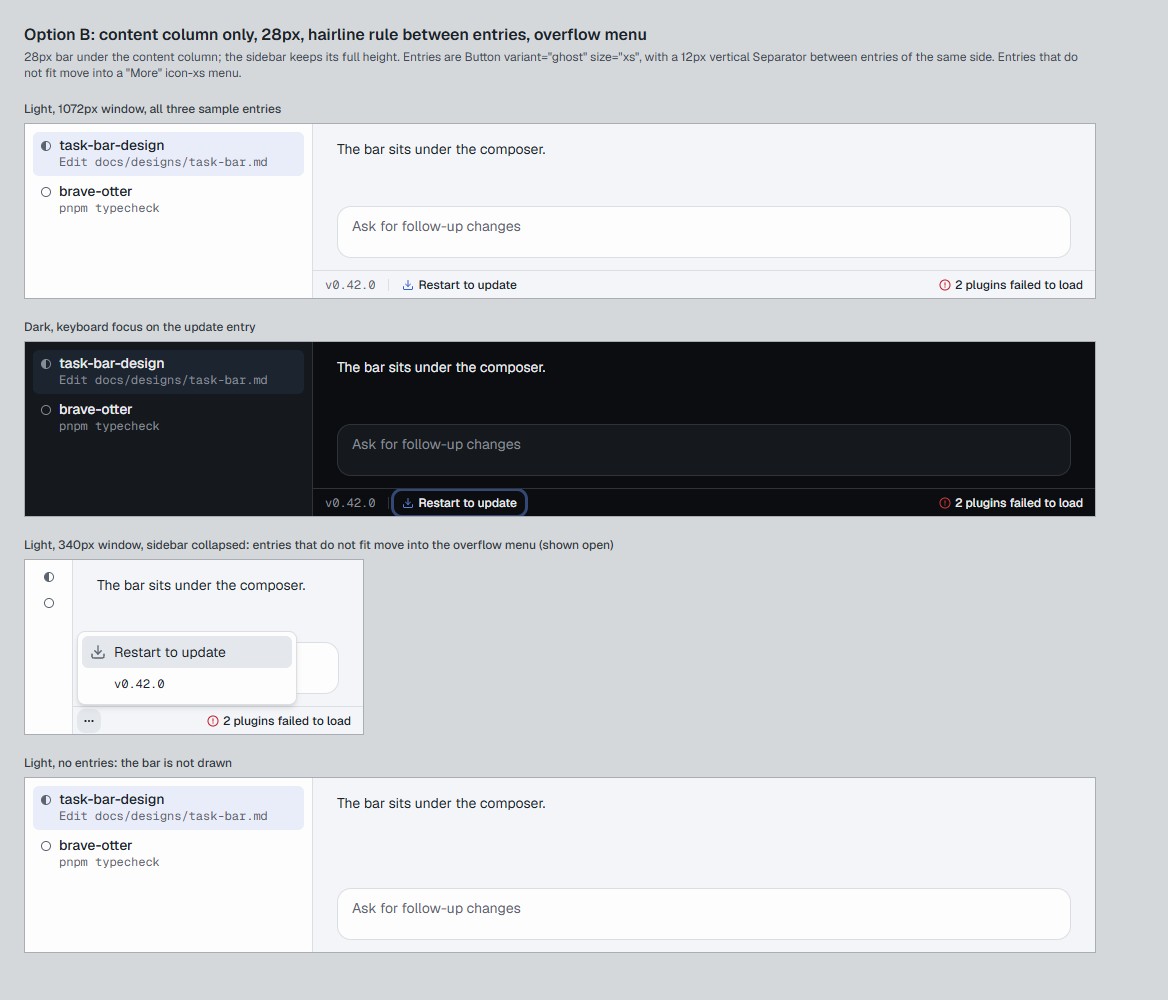 Option B: content column only, 28px, hairline rule between entries, overflow menu
28px bar under the content column; the sidebar keeps its full height. Entries are Button variant="ghost" size="xs", with a 12px vertical Separator between entries of the same side. Entries that do
not fit move into a "More" icon-xs menu.
Light, 1072px window, all three sample entries
task-bar-design
Edit docs/designs/task-bar.md
brave-otter
pnpm typecheck
The bar sits under the composer.
Ask for follow-up changes
v0.42.0
Restart to update
2 plugins failed to load
Dark, keyboard focus on the update entry
task-bar-design
Edit docs/designs/task-bar.md
brave-otter
pnpm typecheck
The bar sits under the composer.
Ask for follow-up changes
v0.42.0
Restart to update
2 plugins failed to load
Light, 340px window, sidebar collapsed: entries that do not fit move into the overflow menu (shown open)
The bar sits under the composer.
Restart to update
v0.42.0
2 plugins failed to load
Light, no entries: the bar is not drawn
task-bar-design
Edit docs/designs/task-bar.md
brave-otter
pnpm typecheck
The bar sits under the composer.
Ask for follow-up changes